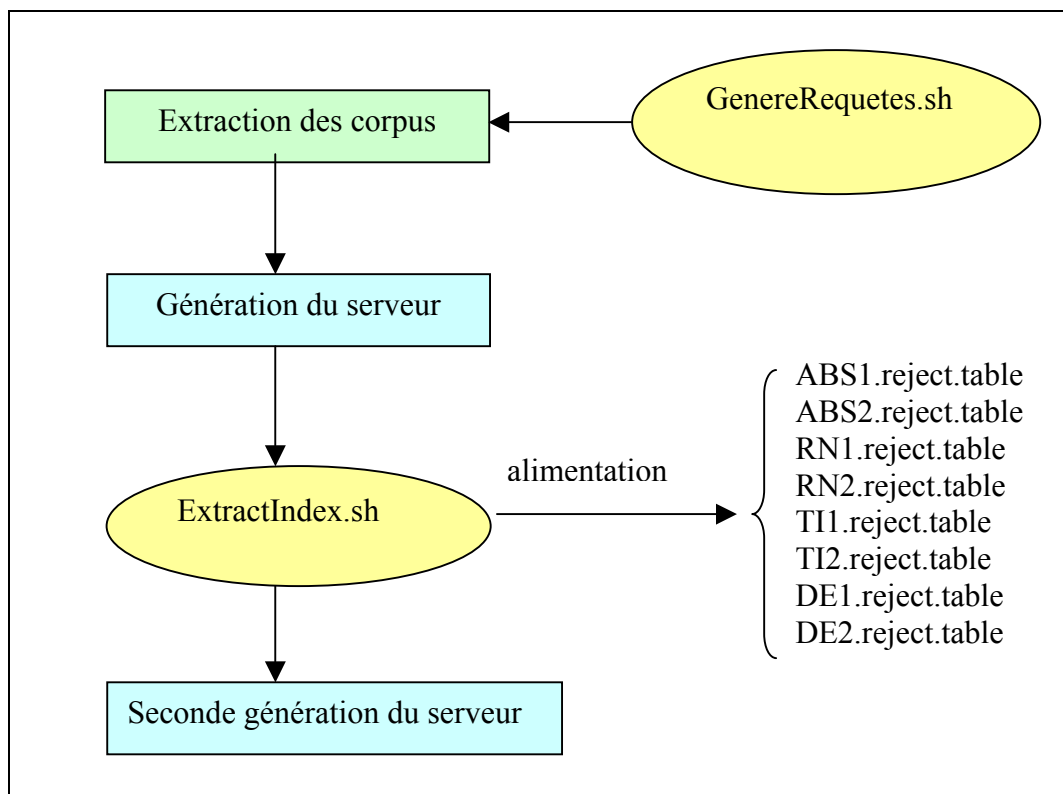 GenereRequetes.sh
Extraction des corpus
Génération du serveur
ABS1.reject.table
ABS2.reject.table
RN1.reject.table
RN2.reject.table
TI1.reject.table
TI2.reject.table
DE1.reject.table
DE2.reject.table
alimentation
ExtractIndex.sh
Seconde génération du serveur